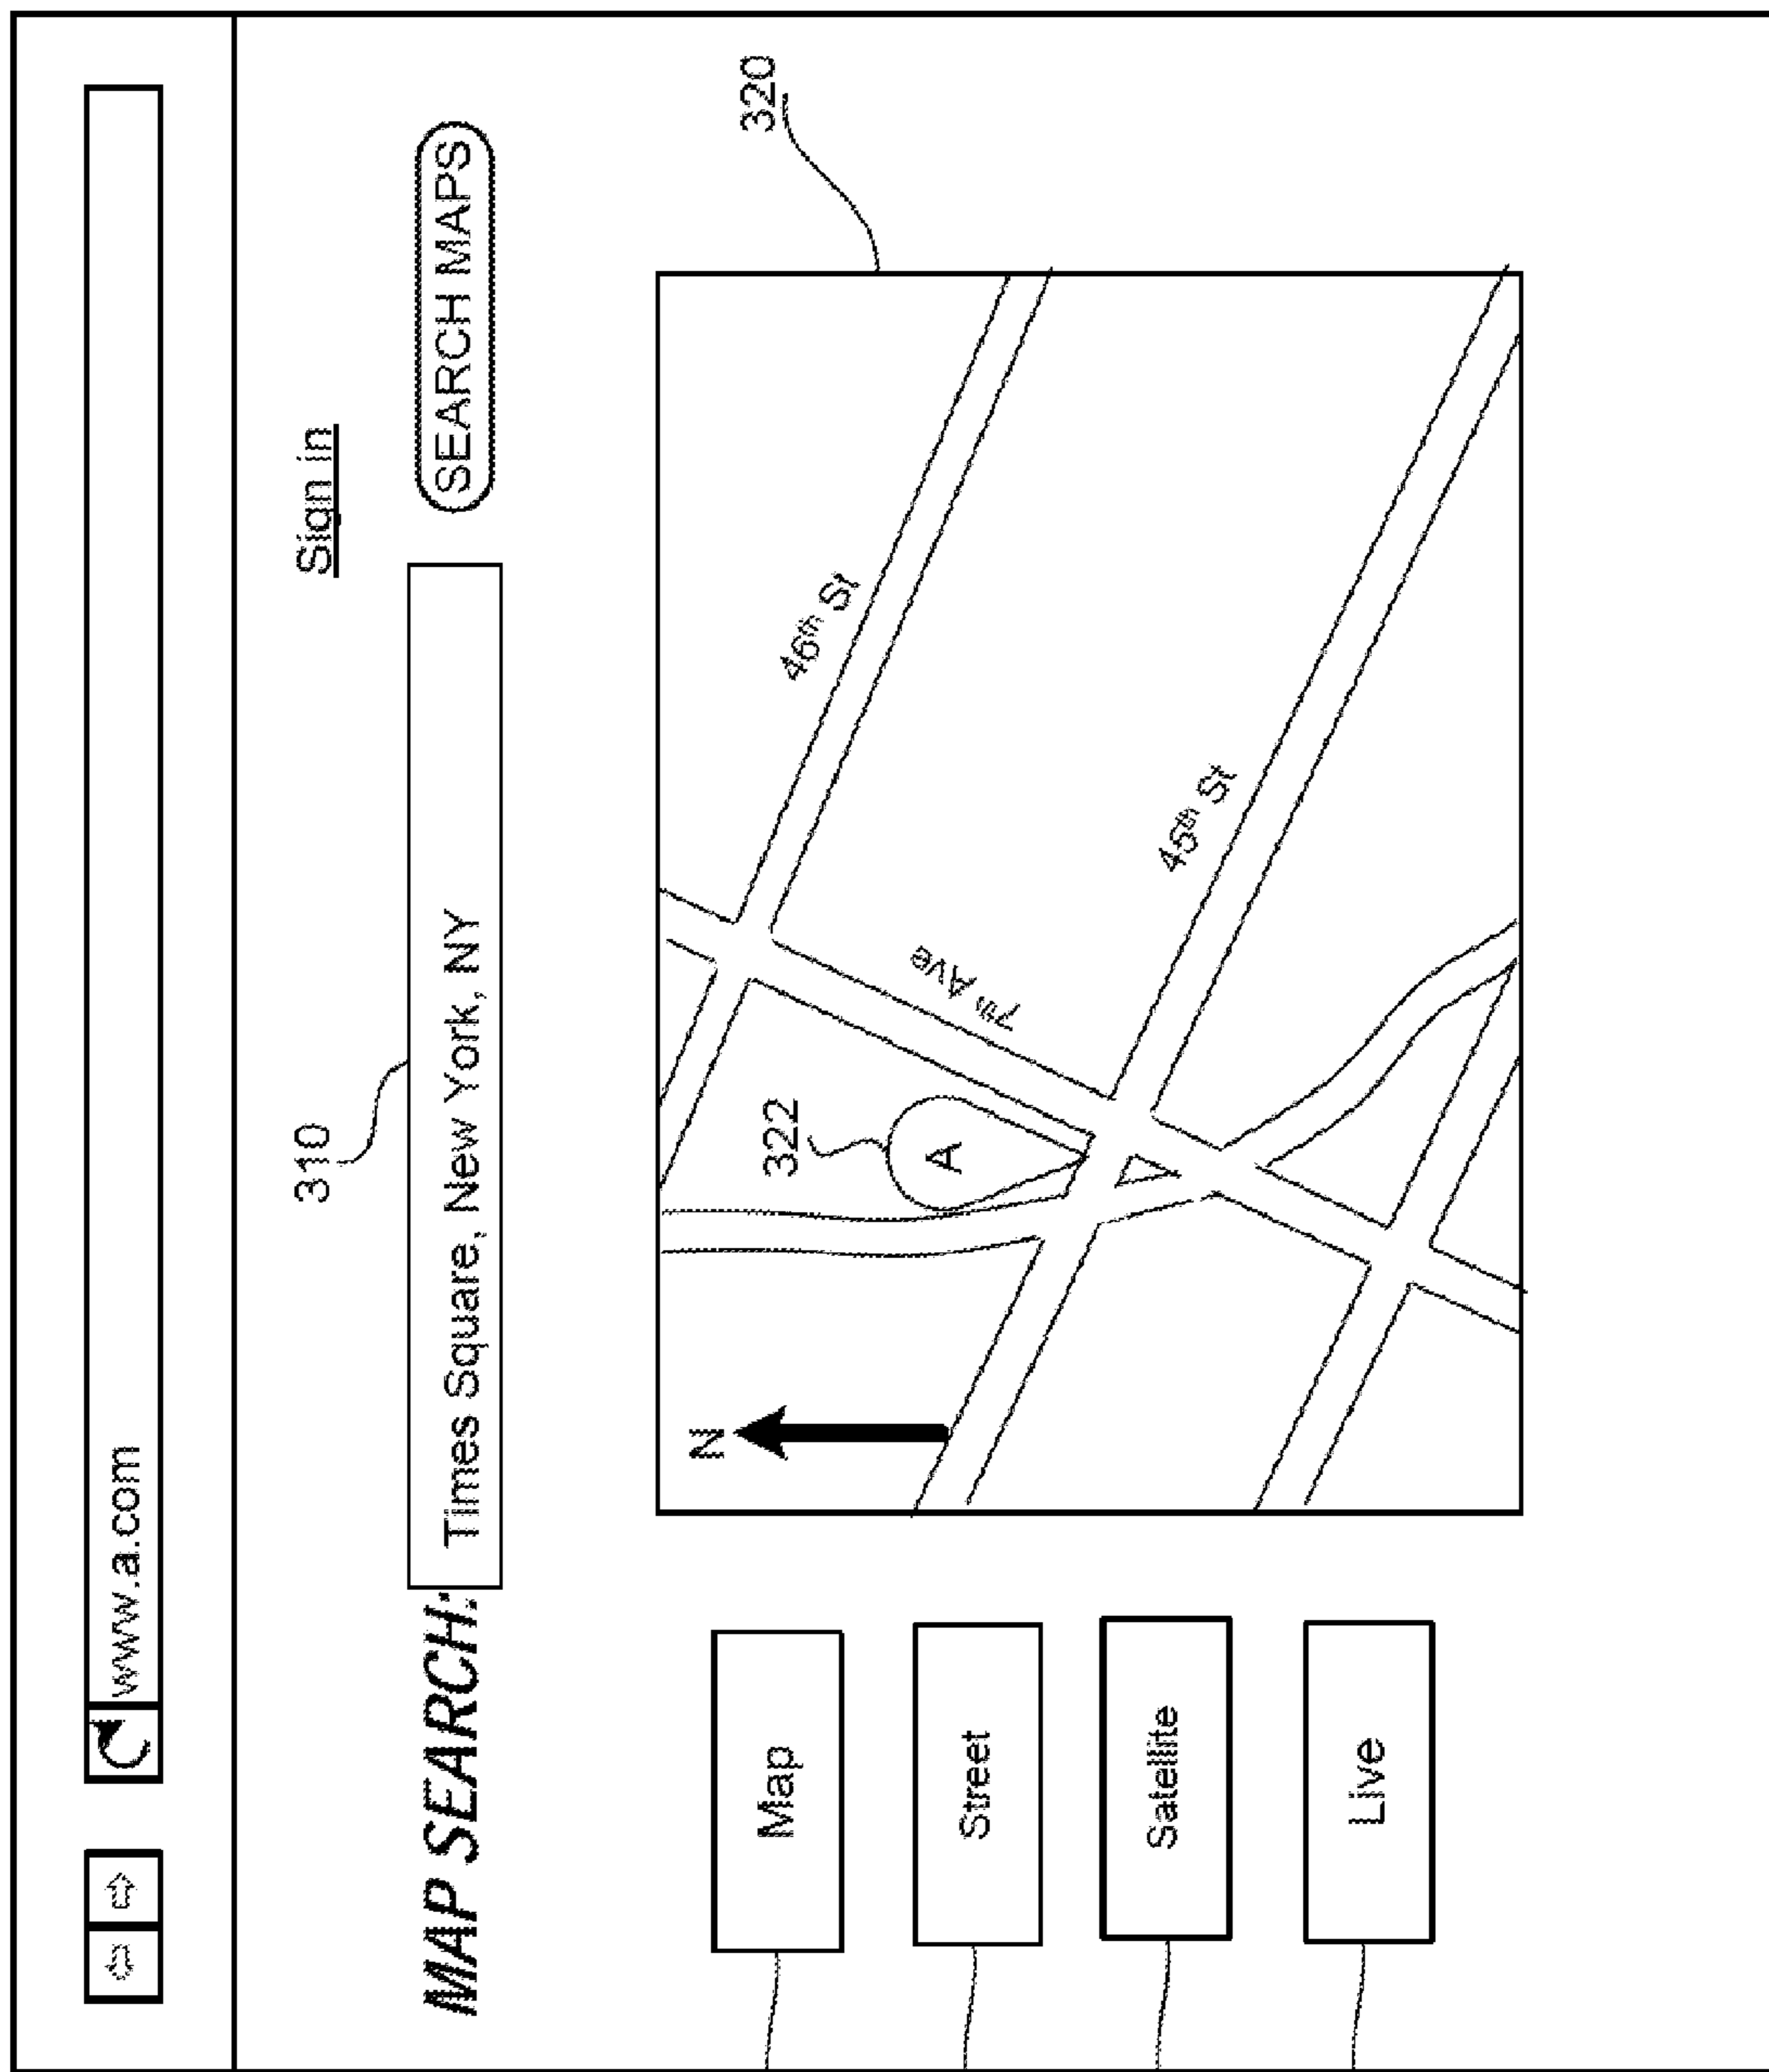 www.a.com
Sign in
310
MAP SEARCH:
Times Square, New York, NY
SEARCH MAPS
320
N
322
A
46th St
7th Ave
45th St
Map
Street
Satellite
Live